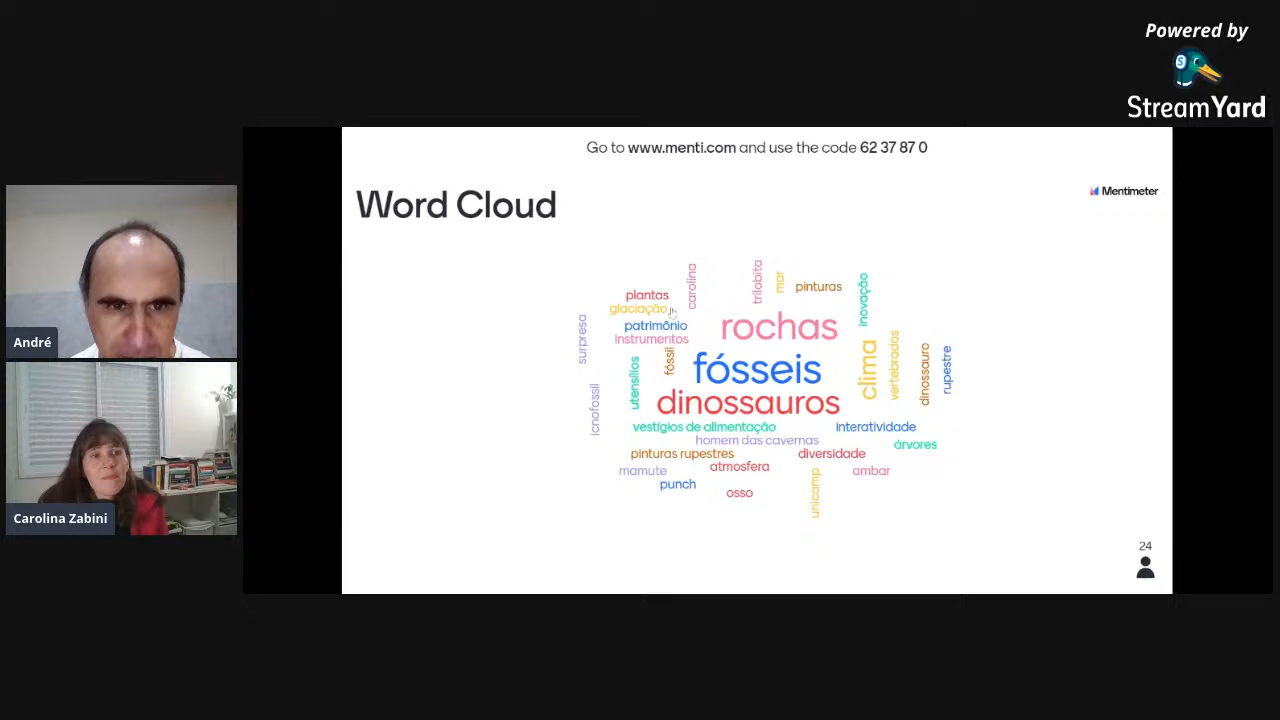 Powered by
StreamYard
Go to www.menti.com and use the code 62 37 87 0
Mentimeter
Word Cloud
plantas
glaciação
carolina
trilobita
mar
pinturas
inovação
surpresa
patrimônio
instrumentos
rochas
fóssil
utensílios
fósseis
clima
vertebrados
dinossauro
rupestre
icnofossil
dinossauros
vestígios de alimentação
interatividade
homem das cavernas
árvores
pinturas rupestres
diversidade
mamute
atmosfera
ambar
punch
osso
unicamp
24
André
Carolina Zabini